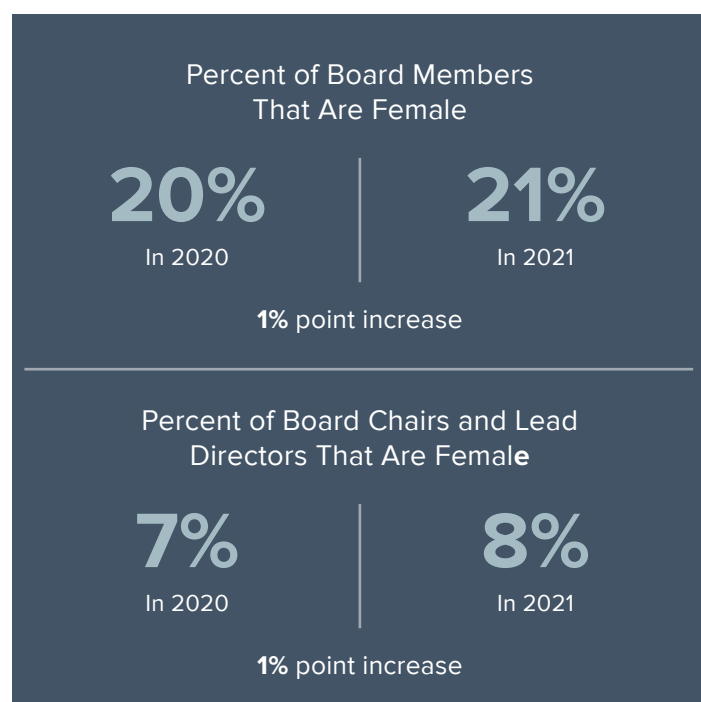 Percent of Board Members
That Are Female
20%
21%
In 2020
In 2021
1% point increase
Percent of Board Chairs and Lead
Directors That Are Female
7%
8%
In 2020
In 2021
1% point increase